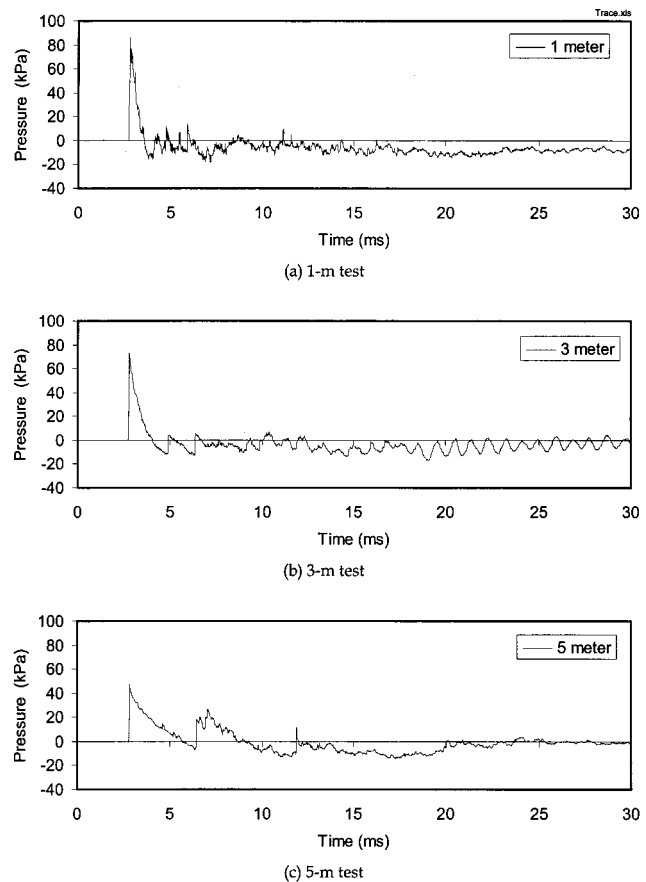 Trace.xls
100
80
60
40
20
0
-20
-40
Pressure (kPa)
1 meter
0 5 10 15 20 25 30
Time (ms)
(a) 1-m test
100
80
60
40
20
0
-20
-40
Pressure (kPa)
3 meter
0 5 10 15 20 25 30
Time (ms)
(b) 3-m test
100
80
60
40
20
0
-20
-40
Pressure (kPa)
5 meter
0 5 10 15 20 25 30
Time (ms)
(c) 5-m test